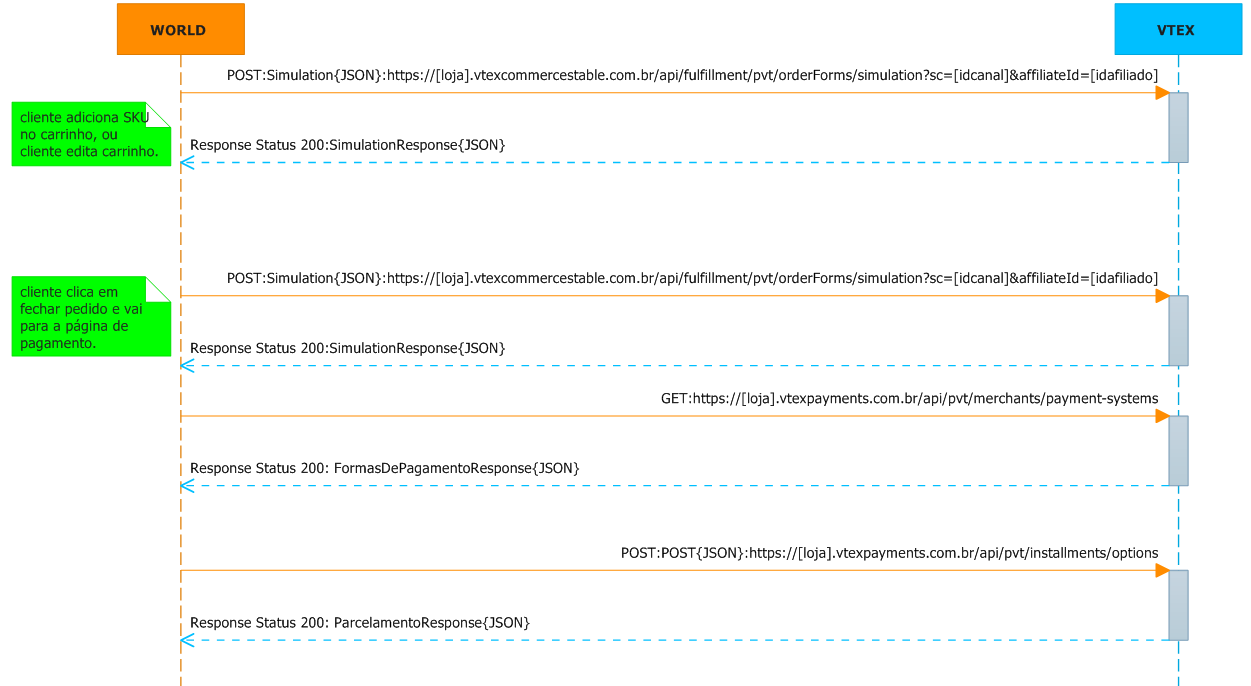 WORLD
VTEX
POST:Simulation{JSON}:https://[loja].vtexcommercestable.com.br/api/fulfillment/pvt/orderForms/simulation?sc=[idcanal]&affiliateId=[idafiliado]
cliente adiciona SKU
no carrinho, ou
cliente edita carrinho.
Response Status 200:SimulationResponse{JSON}
POST:Simulation{JSON}:https://[loja].vtexcommercestable.com.br/api/fulfillment/pvt/orderForms/simulation?sc=[idcanal]&affiliateId=[idafiliado]
cliente clica em
fechar pedido e vai
para a página de
pagamento.
Response Status 200:SimulationResponse{JSON}
GET:https://[loja].vtexpayments.com.br/api/pvt/merchants/payment-systems
Response Status 200: FormasDePagamentoResponse{JSON}
POST:POST{JSON}:https://[loja].vtexpayments.com.br/api/pvt/installments/options
Response Status 200: ParcelamentoResponse{JSON}